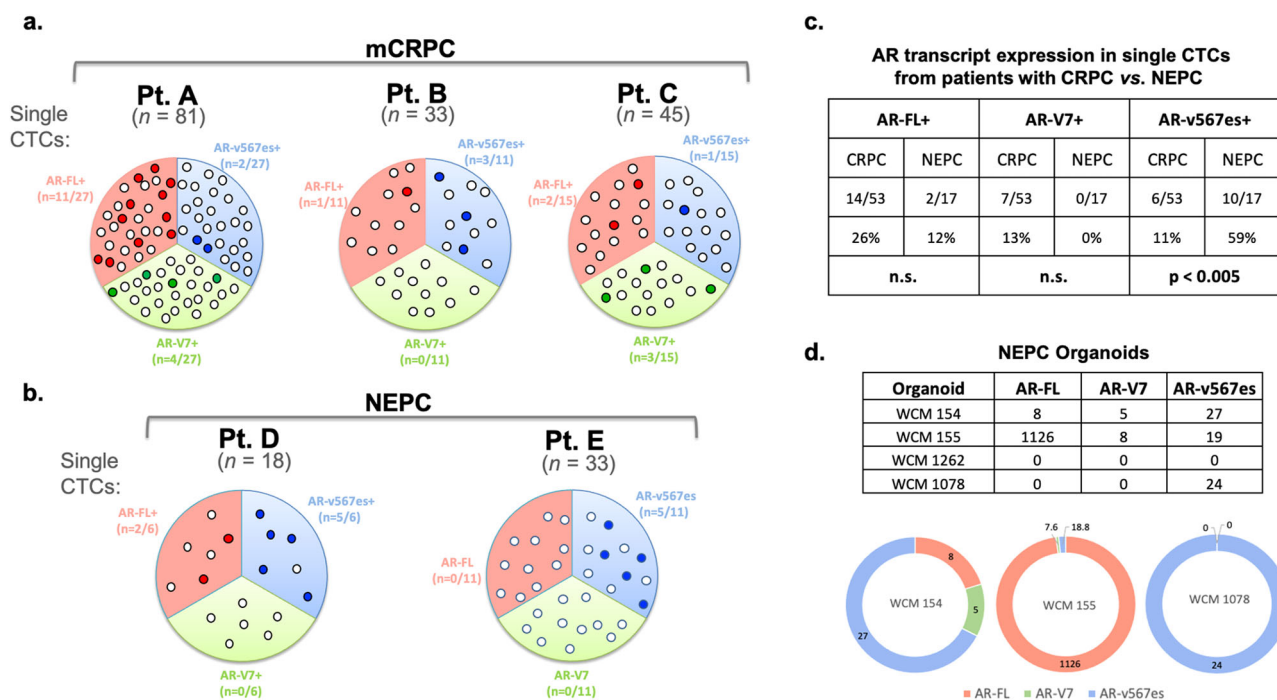 a.
mCRPC
Pt. A
(n = 81)
Pt. B
(n = 33)
Pt. C
(n = 45)
Single
CTCs:
AR-FL+
(n=11/27)
AR-v567es+
(n=2/27)
AR-V7+
(n=4/27)
AR-FL+
(n=1/11)
AR-v567es+
(n=3/11)
AR-V7+
(n=0/11)
AR-FL+
(n=2/15)
AR-v567es+
(n=1/15)
AR-V7+
(n=3/15)
b.
NEPC
Pt. D
(n = 18)
Pt. E
(n = 33)
Single
CTCs:
AR-FL+
(n=2/6)
AR-v567es+
(n=5/6)
AR-V7+
(n=0/6)
AR-FL
(n=0/11)
AR-v567es
(n=5/11)
AR-V7
(n=0/11)
c.
AR transcript expression in single CTCs
from patients with CRPC vs. NEPC
AR-FL+ AR-V7+ AR-v567es+
CRPC NEPC CRPC NEPC CRPC NEPC
14/53 2/17 7/53 0/17 6/53 10/17
26% 12% 13% 0% 11% 59%
n.s. n.s. p < 0.005
d.
NEPC Organoids
Organoid AR-FL AR-V7 AR-v567es
WCM 154 8 5 27
WCM 155 1126 8 19
WCM 1262 0 0 0
WCM 1078 0 0 24
8
5
27
WCM 154
7.6
18.8
WCM 155
1126
0
0
WCM 1078
24
AR-FL AR-V7 AR-v567es